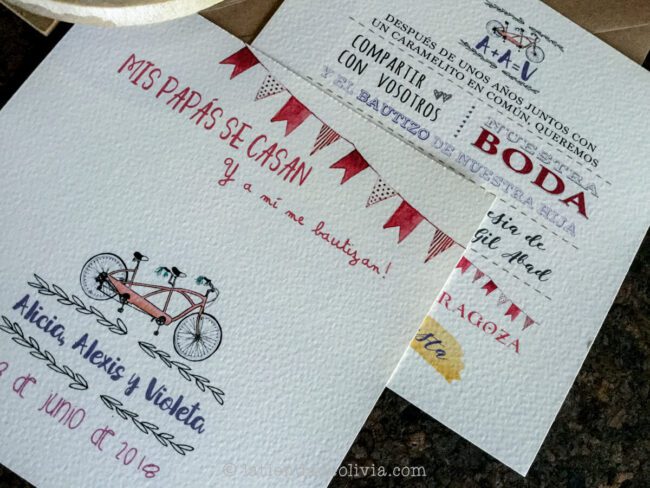 MIS PAPÁS SE CASAN
y a mí me bautizan!
Alicia, Alexis y Violeta
de junio de 2018
A+A=V
DESPUÉS DE UNOS AÑOS JUNTOS CON
UN CARAMELITO EN COMÚN, QUEREMOS
COMPARTIR
CON VOSOTROS
NUESTRA
BODA
Y EL BAUTIZO DE NUESTRA HIJA
de
Gil Abad